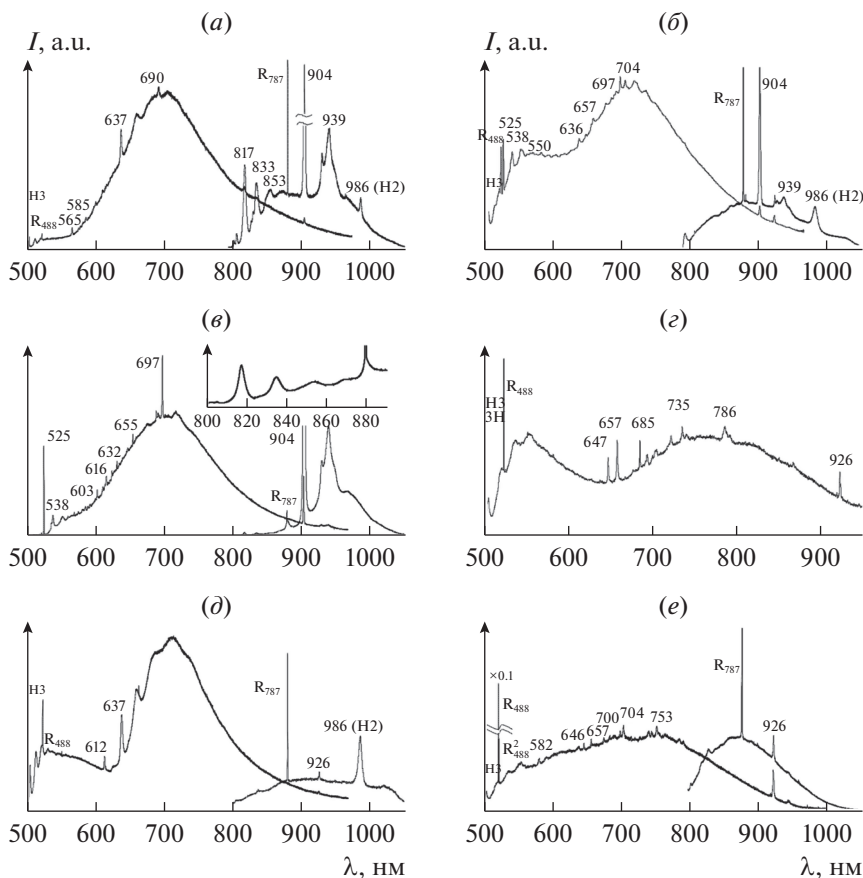 (а)
I, a.u.
R787
904
690
637
939
817
833
853
986 (H2)
H3
R488
585
565
500 600 700 800 900 1000
(б)
I, a.u.
R787
904
697 704
657
636
525
R488
538
550
H3
939
986 (H2)
500 600 700 800 900 1000
(в)
697
800 820 840 860 880
525
655
632
616
603
538
904
R787
500 600 700 800 900 1000
(г)
R488
H3
3H
657
647
685
735
786
926
500 600 700 800 900
(д)
H3
R488
612
637
R787
926
986 (H2)
500 600 700 800 900 1000
λ, нм
(е)
×0.1
R488
R²488
H3
582
646
657
700
704
753
R787
926
500 600 700 800 900 1000
λ, нм